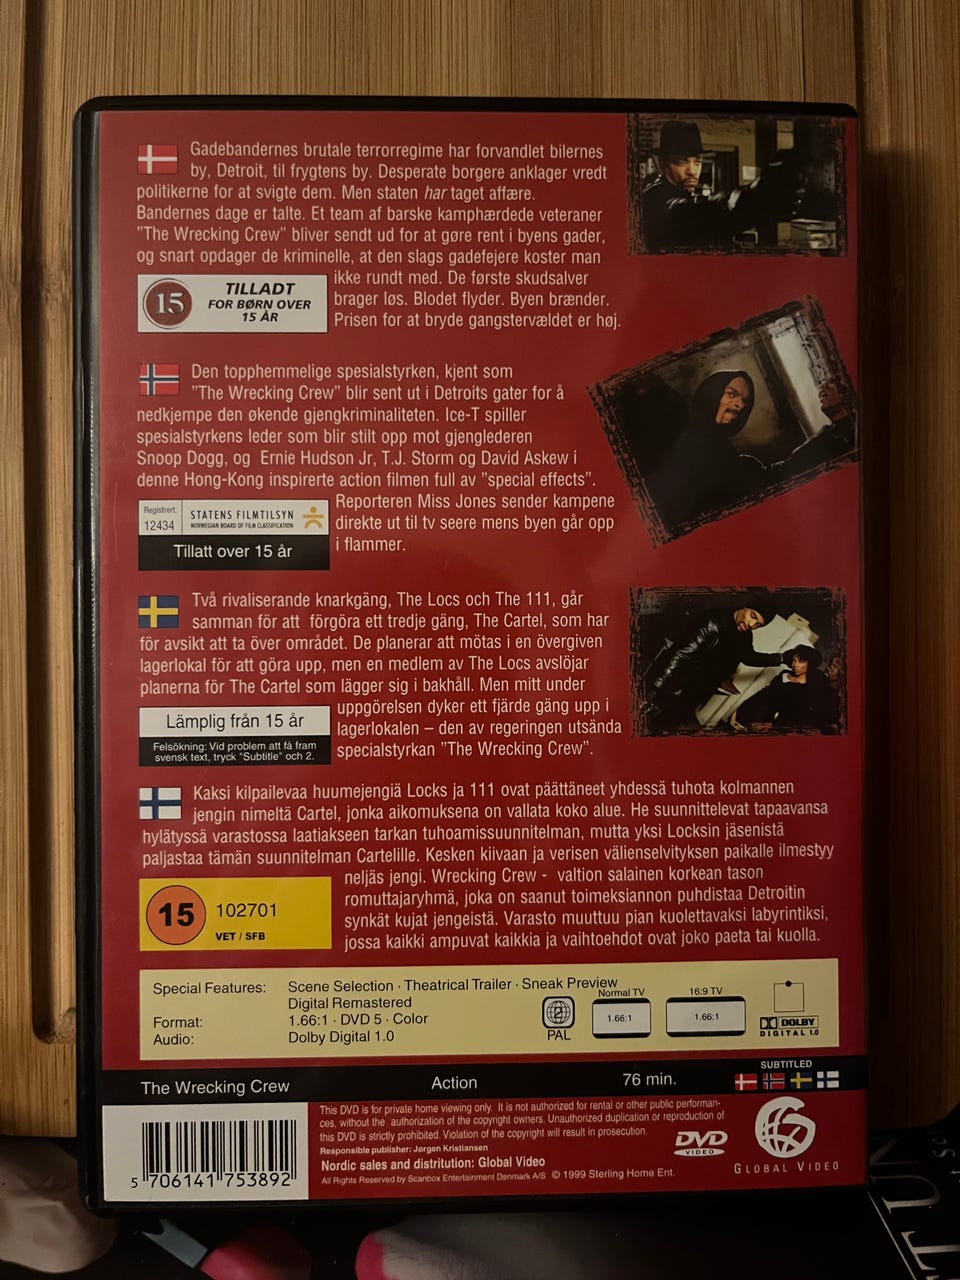 Gadebandernes brutale terrorregime har forvandlet bilernes
by, Detroit, til frygtens by. Desperate borgere anklager vredt
politikerne for at svigte dem. Men staten har taget affære.
Bandernes dage er talte. Et team af barske kamphærdede veteraner
"The Wrecking Crew" bliver sendt ud for at gøre rent i byens gader,
og snart opdager de kriminelle, at den slags gadefejere koster man
ikke rundt med. De første skudsalver
brager løs. Blodet flyder. Byen brænder.
Prisen for at bryde gangstervældet er høj.
15
TILLADT
FOR BØRN OVER
15 ÅR
Den topphemmelige spesialstyrken, kjent som
"The Wrecking Crew" blir sent ut i Detroits gater for å
nedkjempe den økende gjengkriminaliteten. Ice-T spiller
spesialstyrkens leder som blir stilt opp mot gjenglederen
Snoop Dogg, og Ernie Hudson Jr, T.J. Storm og David Askew i
denne Hong-Kong inspirerte action filmen full av "special effects".
Reporteren Miss Jones sender kampene
direkte ut til tv seere mens byen går opp
i flammer.
Registrert:
12434
STATENS FILMTILSYN
NORWEGIAN BOARD OF FILM CLASSIFICATION
Tillatt over 15 år
Två rivaliserande knarkgäng, The Locs och The 111, går
samman för att förgöra ett tredje gäng, The Cartel, som har
för avsikt att ta över området. De planerar att mötas i en övergiven
lagerlokal för att göra upp, men en medlem av The Locs avslöjar
planerna för The Cartel som lägger sig i bakhåll. Men mitt under
uppgörelsen dyker ett fjärde gäng upp i
lagerlokalen – den av regeringen utsända
specialstyrkan "The Wrecking Crew".
Lämplig från 15 år
Felsökning: Vid problem att få fram
svensk text, tryck "Subtitle" och 2.
Kaksi kilpailevaa huumejengiä Locks ja 111 ovat päättäneet yhdessä tuhota kolmannen
jengin nimeltä Cartel, jonka aikomuksena on vallata koko alue. He suunnittelevat tapaavansa
hylätyssä varastossa laatiakseen tarkan tuhoamissuunnitelman, mutta yksi Locksin jäsenistä
paljastaa tämän suunnitelman Cartelille. Kesken kiivaan ja verisen välienselvityksen paikalle ilmestyy
neljäs jengi. Wrecking Crew - valtion salainen korkean tason
romuttajaryhmä, joka on saanut toimeksiannon puhdistaa Detroitin
synkät kujat jengeistä. Varasto muuttuu pian kuolettavaksi labyrintiksi,
jossa kaikki ampuvat kaikkia ja vaihtoehdot ovat joko paeta tai kuolla.
15
102701
VET / SFB
Special Features: Scene Selection · Theatrical Trailer · Sneak Preview
Digital Remastered
Format: 1.66:1 · DVD 5 · Color
Audio: Dolby Digital 1.0
2
PAL
Normal TV
1.66:1
16:9 TV
1.66:1
DOLBY
DIGITAL 1.0
The Wrecking Crew Action 76 min.
SUBTITLED
5 706141 753892
This DVD is for private home viewing only. It is not authorized for rental or other public performan-
ces, without the authorization of the copyright owners. Unauthorized duplication or reproduction of
this DVD is strictly prohibited. Violation of the copyright will result in prosecution.
Responsible publisher: Jørgen Kristiansen
Nordic sales and distrítution: Global Video
All Rights Reserved by Scanbox Entertainment Denmark A/S © 1999 Sterling Home Ent.
DVD
VIDEO
GLOBAL VIDEO